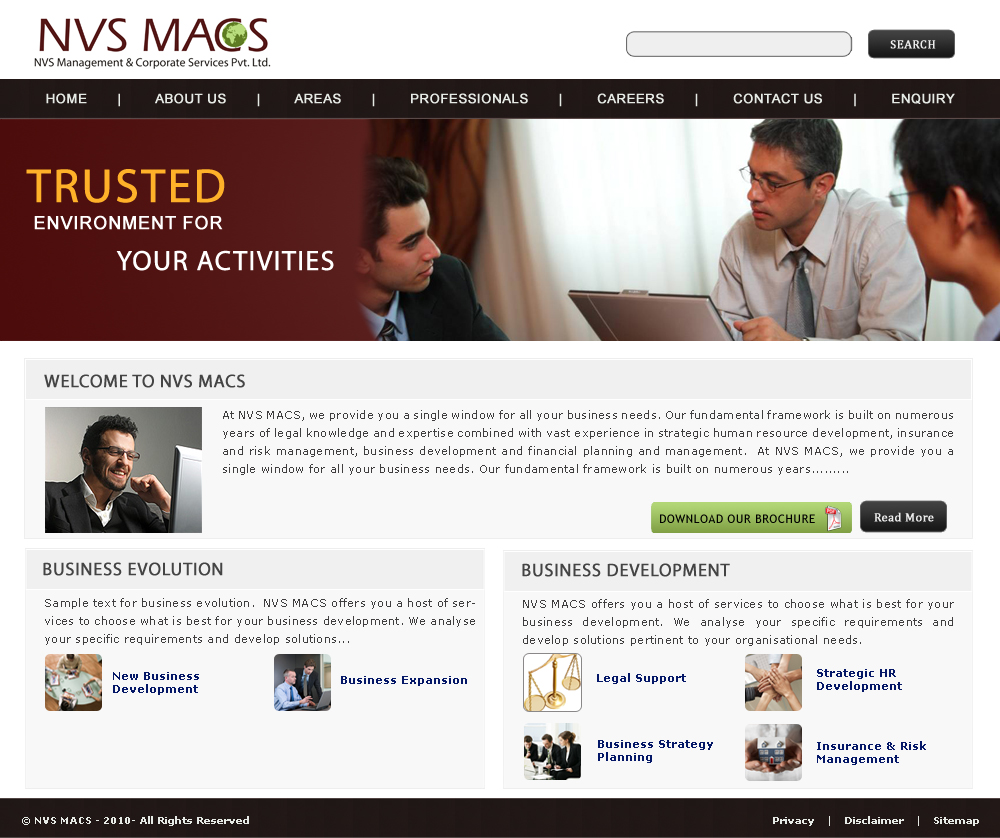 NVS MACS
NVS Management & Corporate Services Pvt. Ltd.
SEARCH
HOME | ABOUT US | AREAS | PROFESSIONALS | CAREERS | CONTACT US | ENQUIRY
TRUSTED
ENVIRONMENT FOR
YOUR ACTIVITIES
WELCOME TO NVS MACS
At NVS MACS, we provide you a single window for all your business needs. Our fundamental framework is built on numerous
years of legal knowledge and expertise combined with vast experience in strategic human resource development, insurance
and risk management, business development and financial planning and management. At NVS MACS, we provide you a
single window for all your business needs. Our fundamental framework is built on numerous years.........
DOWNLOAD OUR BROCHURE
Read More
BUSINESS EVOLUTION
Sample text for business evolution. NVS MACS offers you a host of ser-
vices to choose what is best for your business development. We analyse
your specific requirements and develop solutions...
New Business
Development
Business Expansion
BUSINESS DEVELOPMENT
NVS MACS offers you a host of services to choose what is best for your
business development. We analyse your specific requirements and
develop solutions pertinent to your organisational needs.
Legal Support
Strategic HR
Development
Business Strategy
Planning
Insurance & Risk
Management
© NVS MACS - 2010- All Rights Reserved
Privacy | Disclaimer | Sitemap